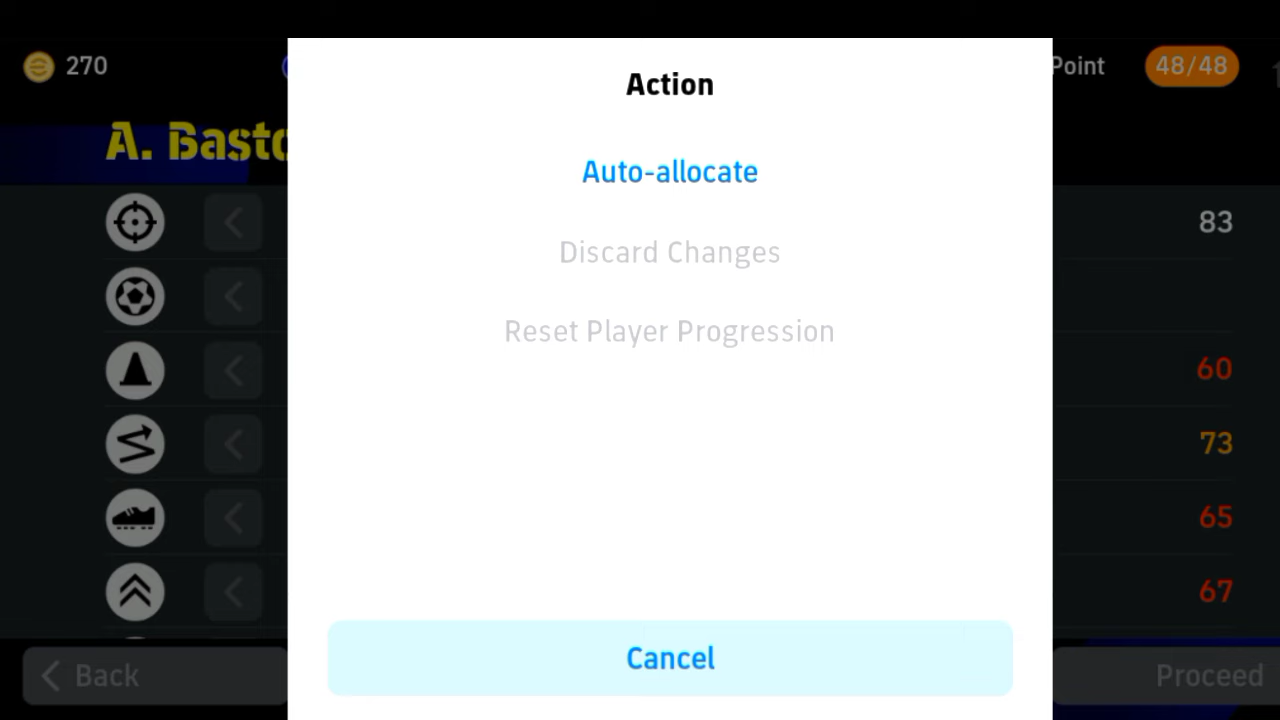 270
Action
Point
48/48
A. Basto
Auto-allocate
83
Discard Changes
Reset Player Progression
60
73
65
67
Cancel
Back
Proceed